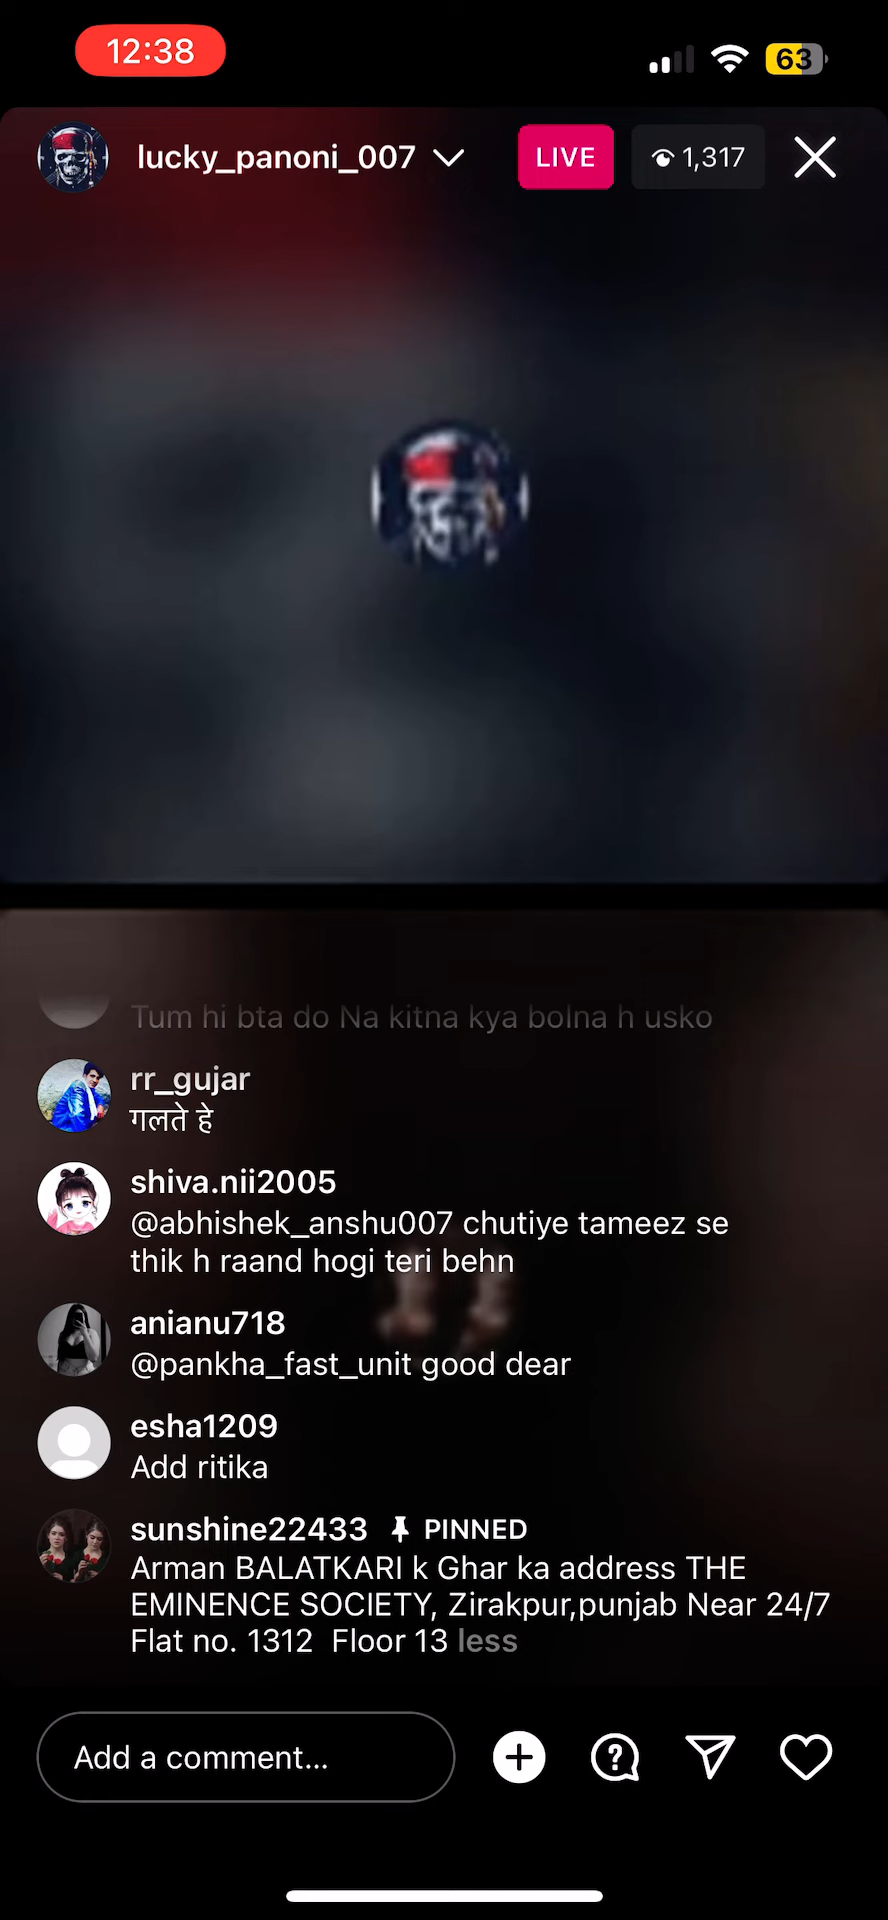 12:38
63
lucky_panoni_007
LIVE
1,317
Tum hi bta do Na kitna kya bolna h usko
rr_gujar
गलते हे
shiva.nii2005
@abhishek_anshu007 chutiye tameez se
thik h raand hogi teri behn
anianu718
@pankha_fast_unit good dear
esha1209
Add ritika
sunshine22433 PINNED
Arman BALATKARI k Ghar ka address THE
EMINENCE SOCIETY, Zirakpur,punjab Near 24/7
Flat no. 1312 Floor 13 less
Add a comment...